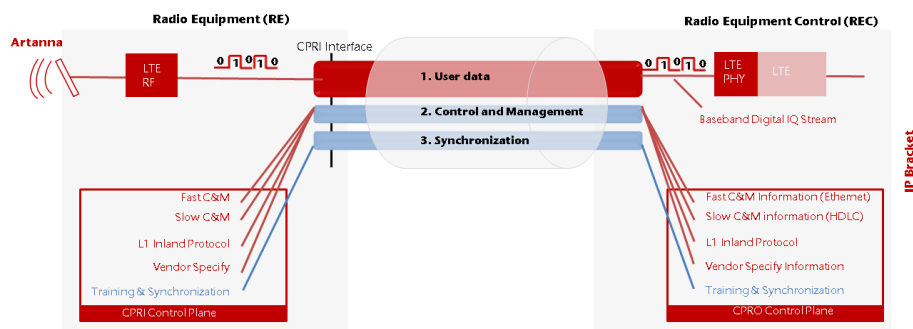 Radio Equipment (RE)
Radio Equipment Control (REC)
Artanna
CPRI Interface
LTE
RF
0 1 0 1 0
1. User data
0 1 0 1 0
LTE
PHY
LTE
2. Control and Management
Baseband Digital IQ Stream
3. Synchronization
IP Bracket
Fast C&M
Slow C&M
L1 Inland Protocol
Vendor Specify
Training & Synchronization
CPRI Control Plane
Fast C&M Information (Ethernet)
Slow C&M information (HDLC)
L1 Inland Protocol
Vendor Specify Information
Training & Synchronization
CPRO Control Plane